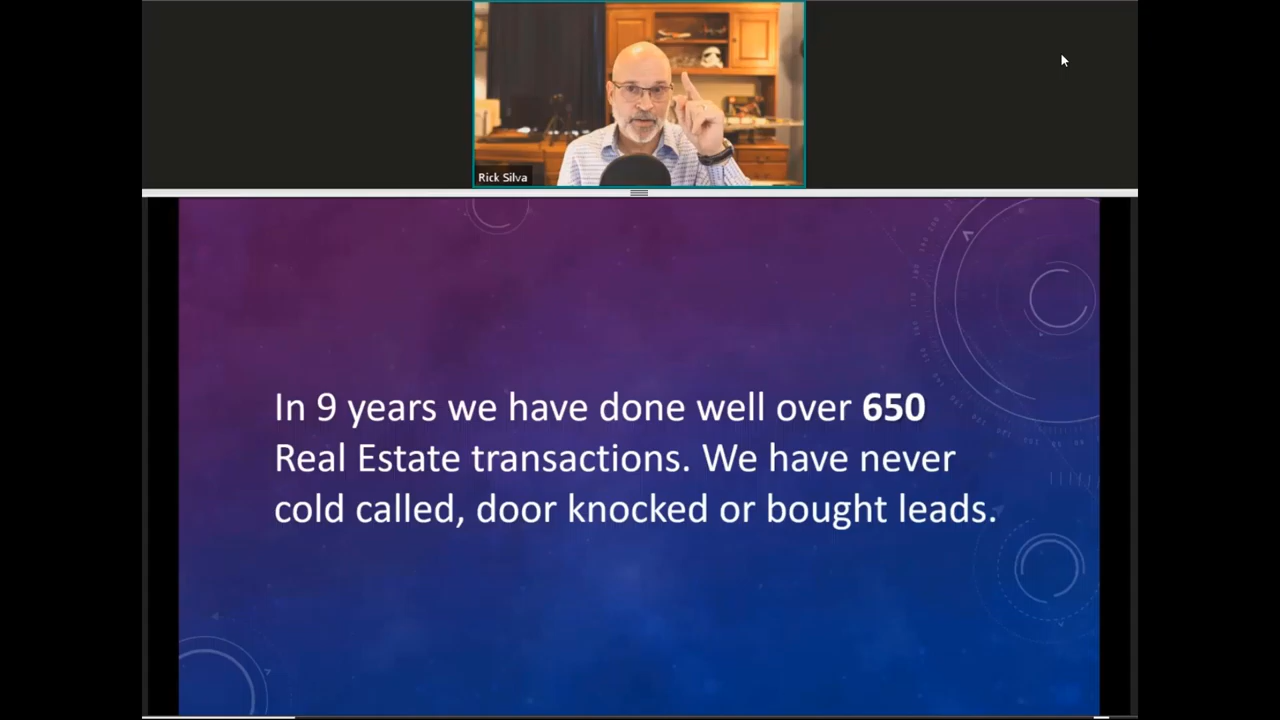 Rick Silva
In 9 years we have done well over 650
Real Estate transactions. We have never
cold called, door knocked or bought leads.